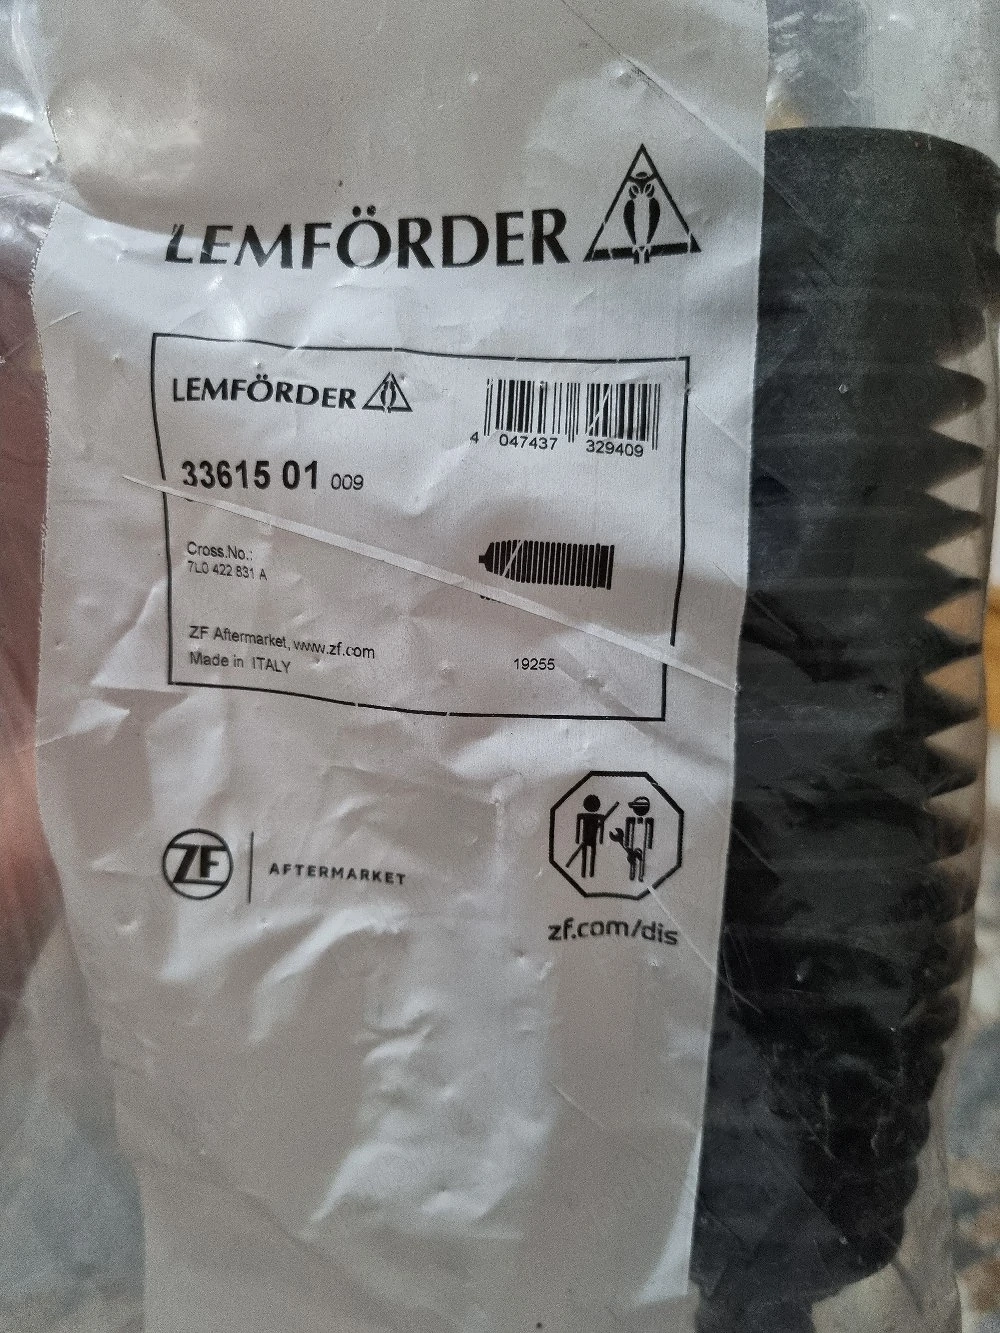 LEMFÖRDER
LEMFÖRDER
4 047437 329409
33615 01 009
Cross.No.:
7L0 422 831 A
ZF Aftermarket, www.zf.com
Made in ITALY
19255
ZF AFTERMARKET
zf.com/dis